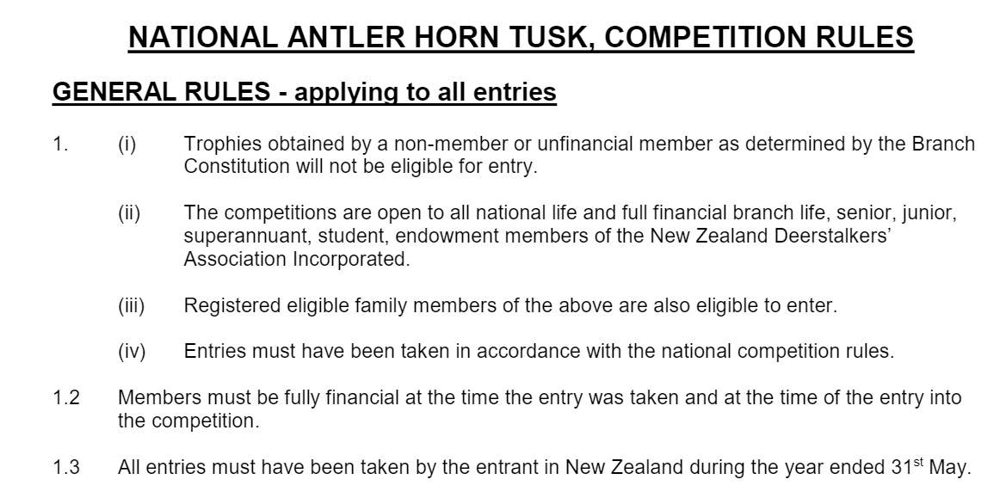 NATIONAL ANTLER HORN TUSK, COMPETITION RULES
GENERAL RULES - applying to all entries
1. (i) Trophies obtained by a non-member or unfinancial member as determined by the Branch
Constitution will not be eligible for entry.
(ii) The competitions are open to all national life and full financial branch life, senior, junior,
superannuant, student, endowment members of the New Zealand Deerstalkers’
Association Incorporated.
(iii) Registered eligible family members of the above are also eligible to enter.
(iv) Entries must have been taken in accordance with the national competition rules.
1.2 Members must be fully financial at the time the entry was taken and at the time of the entry into
the competition.
1.3 All entries must have been taken by the entrant in New Zealand during the year ended 31st May.